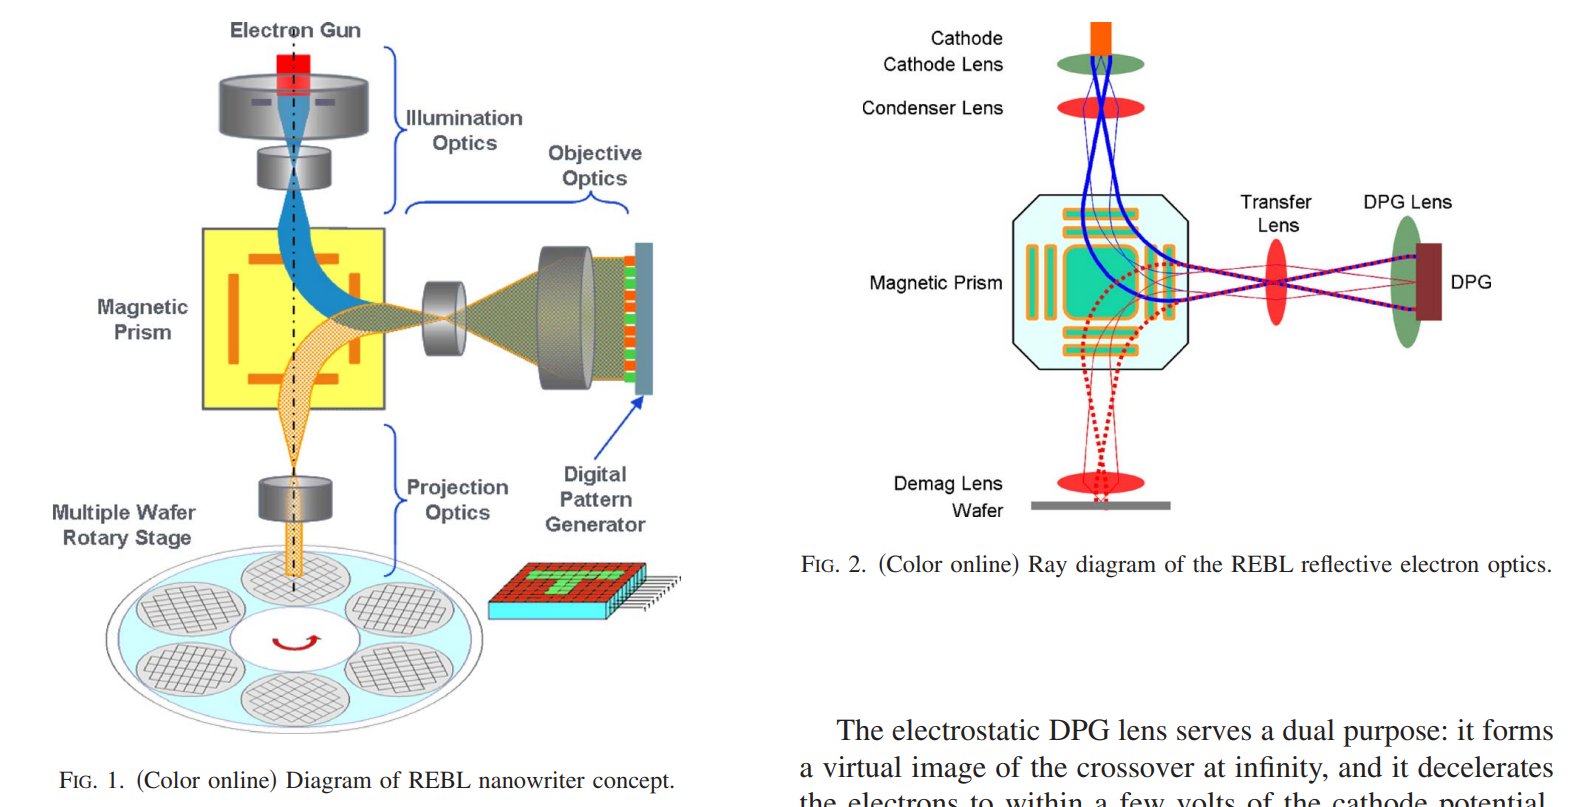 Electron Gun
Illumination
Optics
Objective
Optics
Magnetic
Prism
Projection
Optics
Digital
Pattern
Generator
Multiple Wafer
Rotary Stage
FIG. 1. (Color online) Diagram of REBL nanowriter concept.
Cathode
Cathode Lens
Condenser Lens
Transfer
Lens
DPG Lens
Magnetic Prism
DPG
Demag Lens
Wafer
FIG. 2. (Color online) Ray diagram of the REBL reflective electron optics.
The electrostatic DPG lens serves a dual purpose: it forms
a virtual image of the crossover at infinity, and it decelerates
the electrons to within a few volts of the cathode potential.